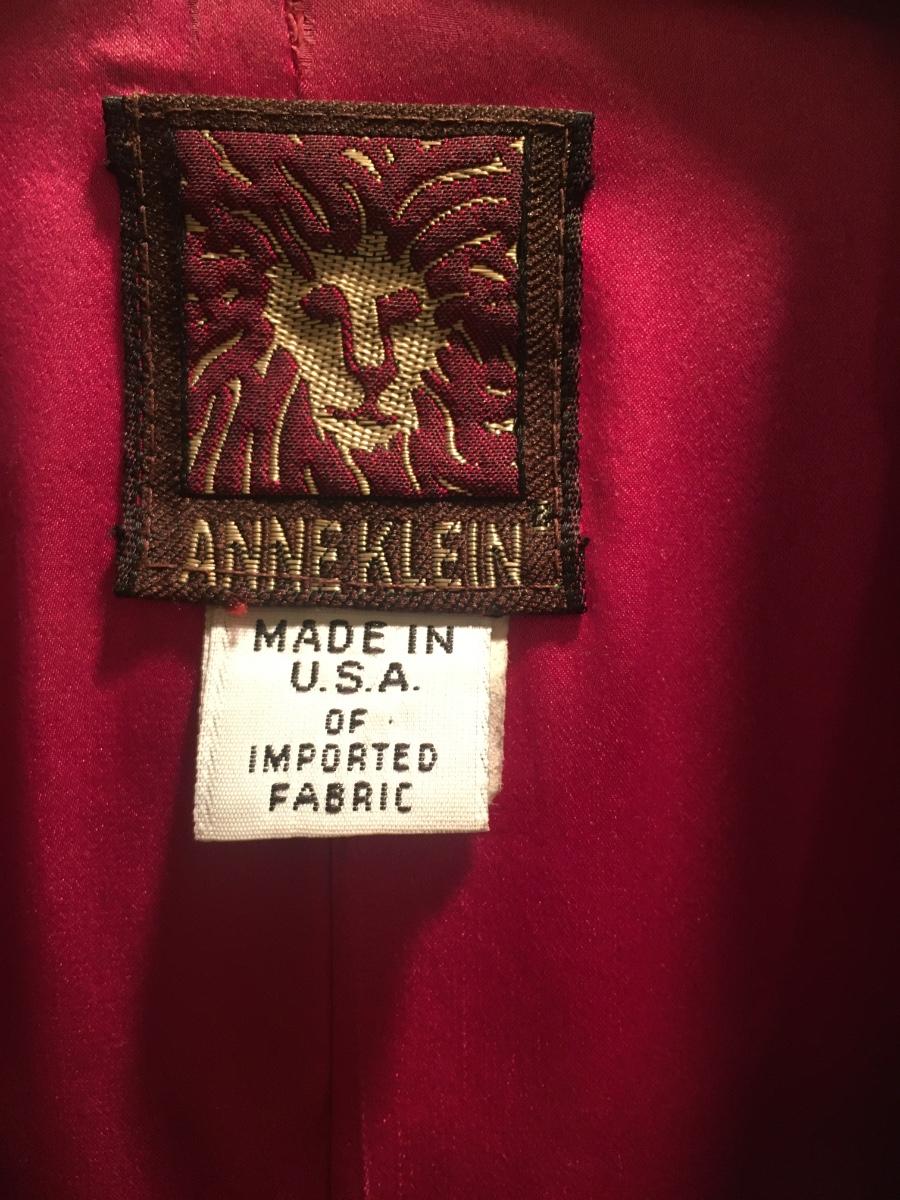 ANNE KLEIN
MADE IN
U.S.A.
OF
IMPORTED
FABRIC